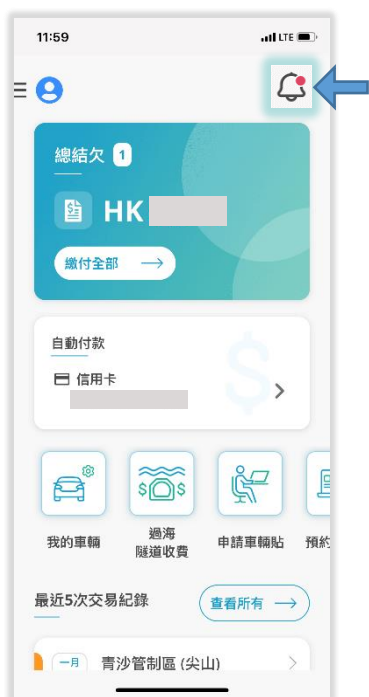 11:59
LTE
總結欠 1
HK
繳付全部
自動付款
信用卡
$
$ $
我的車輛
過海
隧道收費
申請車輛貼
預約
最近5次交易紀錄
查看所有
一月 青沙管制區 (尖山)